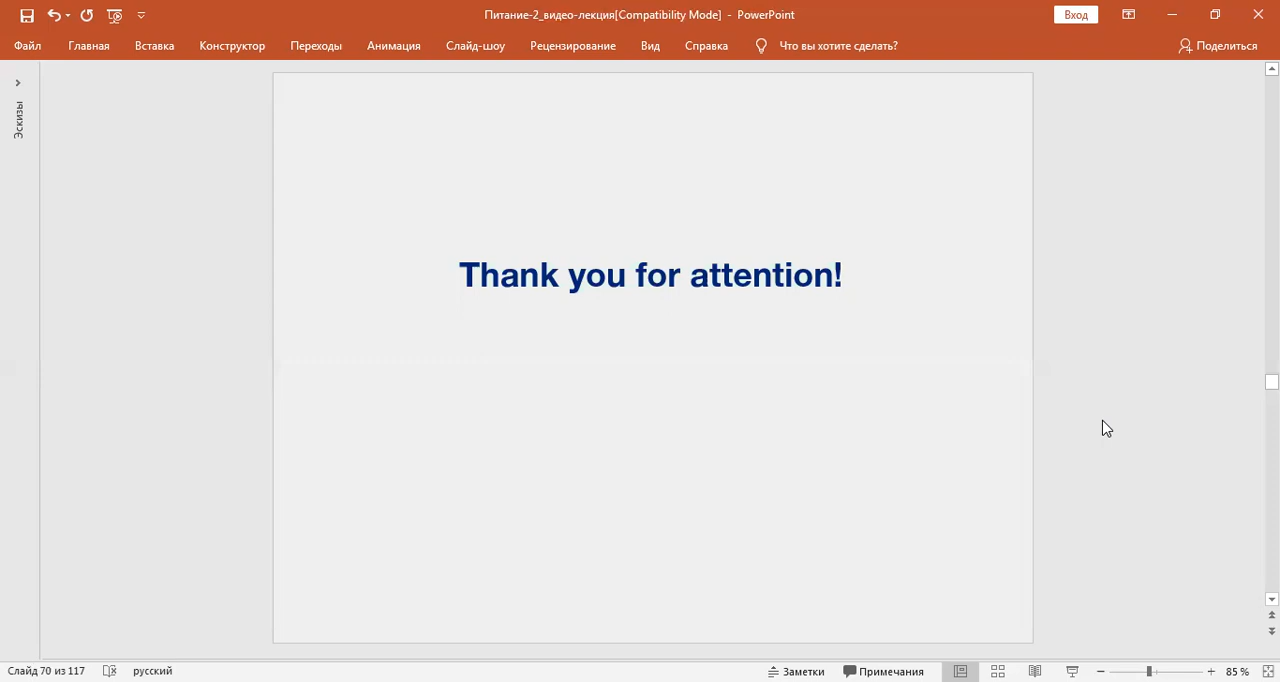 Питание-2_видео-лекция[Compatibility Mode] - PowerPoint
Вход
Файл Главная Вставка Конструктор Переходы Анимация Слайд-шоу Рецензирование Вид Справка Что вы хотите сделать? Поделиться
Эскизы
Thank you for attention!
Слайд 70 из 117 русский Заметки Примечания 85 %